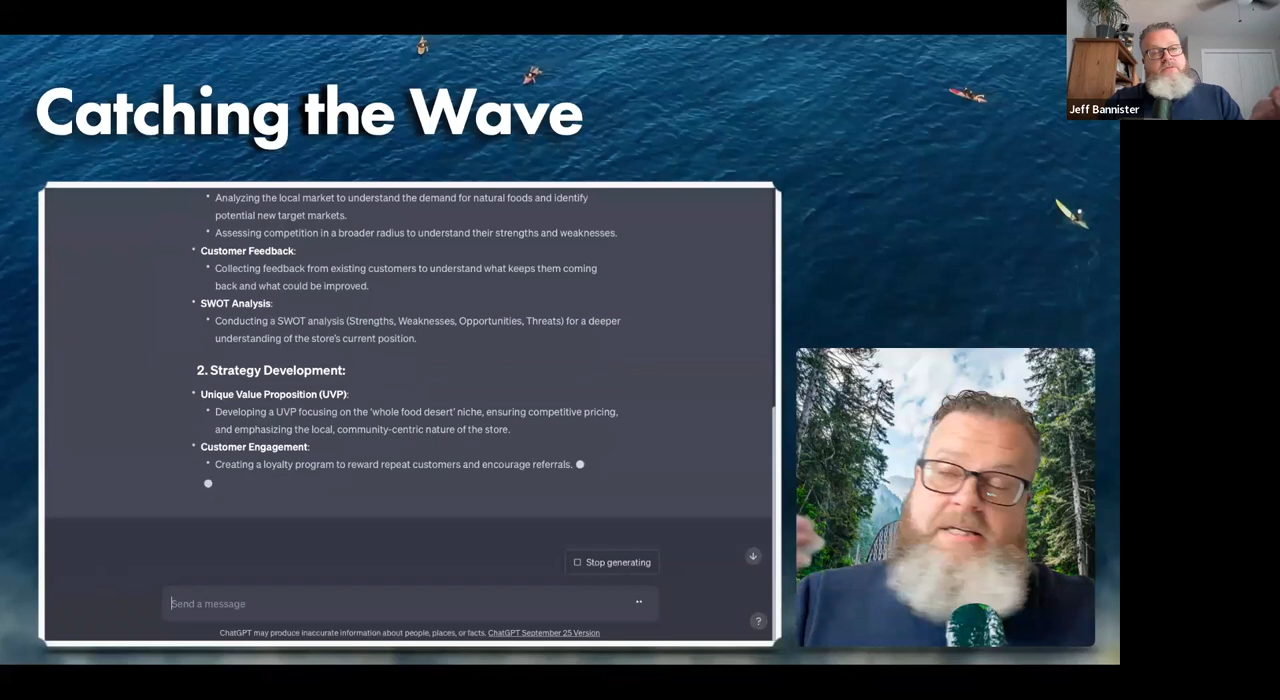 Catching the Wave
Jeff Bannister
• Analyzing the local market to understand the demand for natural foods and identify
potential new target markets.
• Assessing competition in a broader radius to understand their strengths and weaknesses.
• Customer Feedback:
• Collecting feedback from existing customers to understand what keeps them coming
back and what could be improved.
• SWOT Analysis:
• Conducting a SWOT analysis (Strengths, Weaknesses, Opportunities, Threats) for a deeper
understanding of the store's current position.
2. Strategy Development:
• Unique Value Proposition (UVP):
• Developing a UVP focusing on the 'whole food desert' niche, ensuring competitive pricing,
and emphasizing the local, community-centric nature of the store.
• Customer Engagement:
• Creating a loyalty program to reward repeat customers and encourage referrals.
Stop generating
Send a message
?
ChatGPT may produce inaccurate information about people, places, or facts. ChatGPT September 25 Version